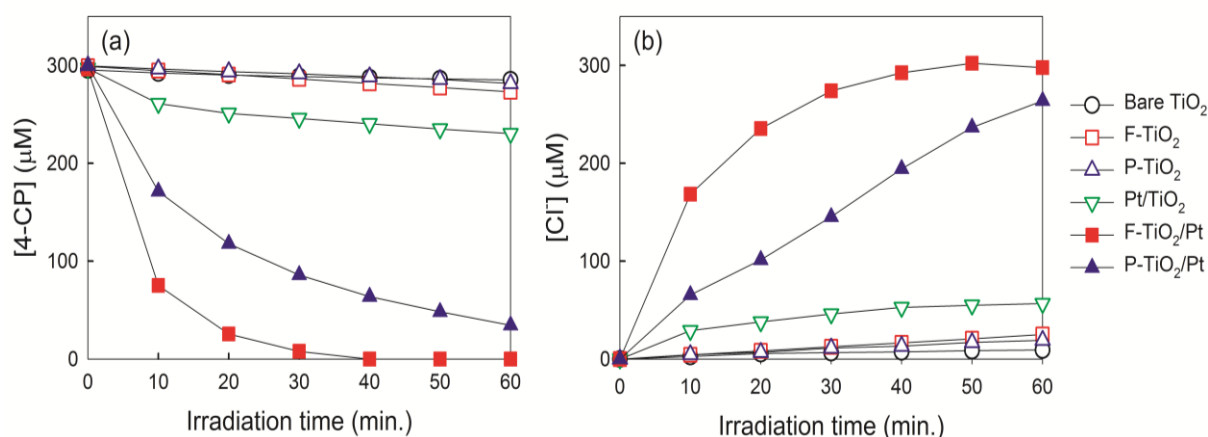 (a)
300
200
100
0
[4-CP] (μM)
0 10 20 30 40 50 60
Irradiation time (min.)
(b)
300
200
100
0
[Cl⁻] (μM)
0 10 20 30 40 50 60
Irradiation time (min.)
Bare TiO₂
F-TiO₂
P-TiO₂
Pt/TiO₂
F-TiO₂/Pt
P-TiO₂/Pt